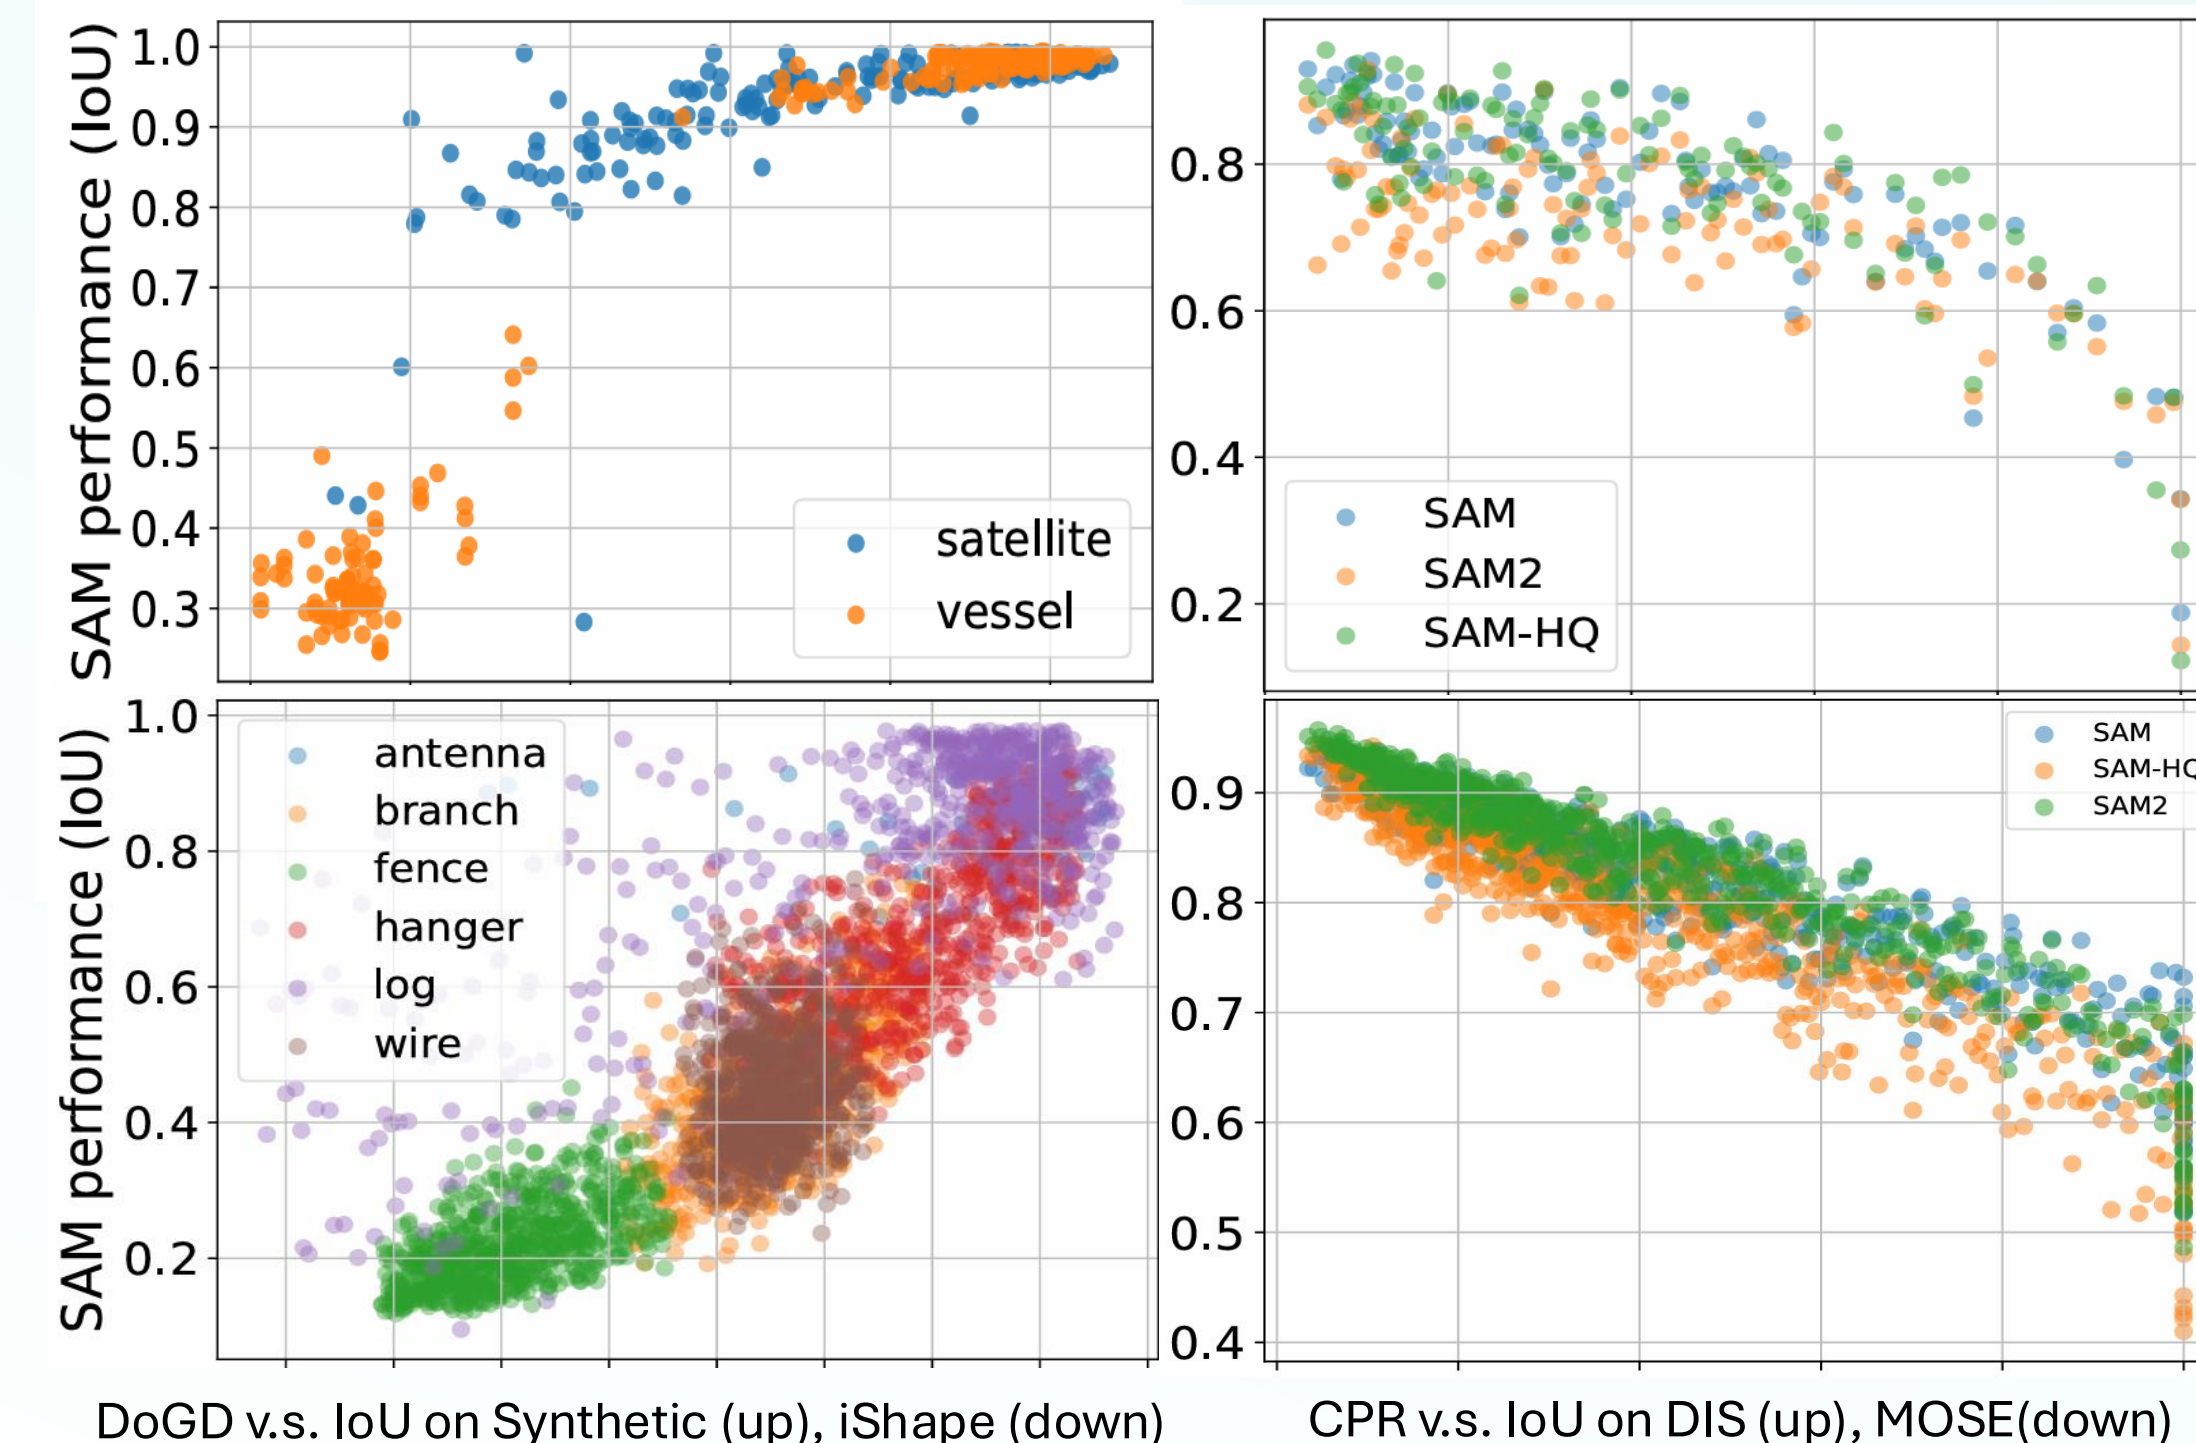 SAM performance (IoU)
1.0
0.9
0.8
0.7
0.6
0.5
0.4
0.3
satellite
vessel
0.8
0.6
0.4
0.2
SAM
SAM2
SAM-HQ
SAM performance (IoU)
1.0
0.8
0.6
0.4
0.2
antenna
branch
fence
hanger
log
wire
0.9
0.8
0.7
0.6
0.5
0.4
SAM
SAM-HQ
SAM2
DoGD v.s. IoU on Synthetic (up), iShape (down)
CPR v.s. IoU on DIS (up), MOSE(down)